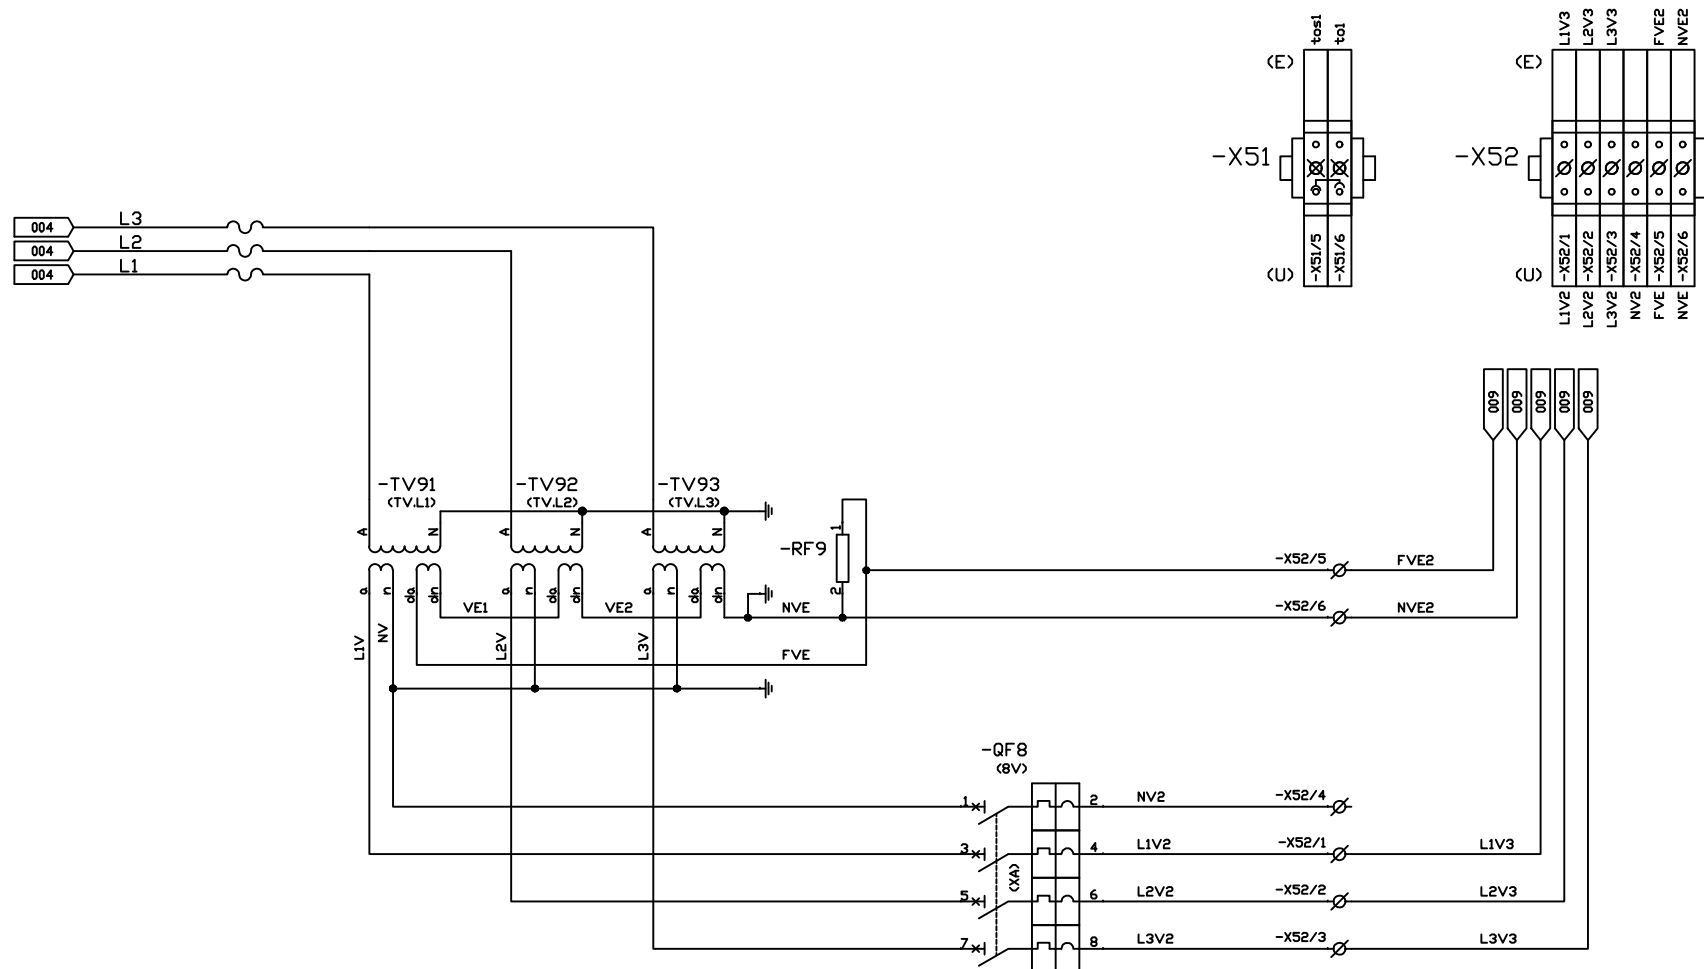 tos1
to1
L1V3
L2V3
L3V3
FVE2
NVE2
(E)
(E)
-X51
-X52
(U)
(U)
-X51/5
-X51/6
-X52/1
-X52/2
-X52/3
-X52/4
-X52/5
-X52/6
L1V2
L2V2
L3V2
NV2
FVE
NVE
004
L3
004
L2
004
L1
009
009
009
009
009
-TV91
(TV.L1)
-TV92
(TV.L2)
-TV93
(TV.L3)
A
N
A
N
A
N
1
-RF9
2
a
n
da
dn
a
n
da
dn
a
n
da
dn
VE1
VE2
NVE
FVE
L1V
NV
L2V
L3V
-X52/5
FVE2
-X52/6
NVE2
-QF8
(8V)
(XA)
1
2
NV2
-X52/4
3
4
L1V2
-X52/1
L1V3
5
6
L2V2
-X52/2
L2V3
7
8
L3V2
-X52/3
L3V3